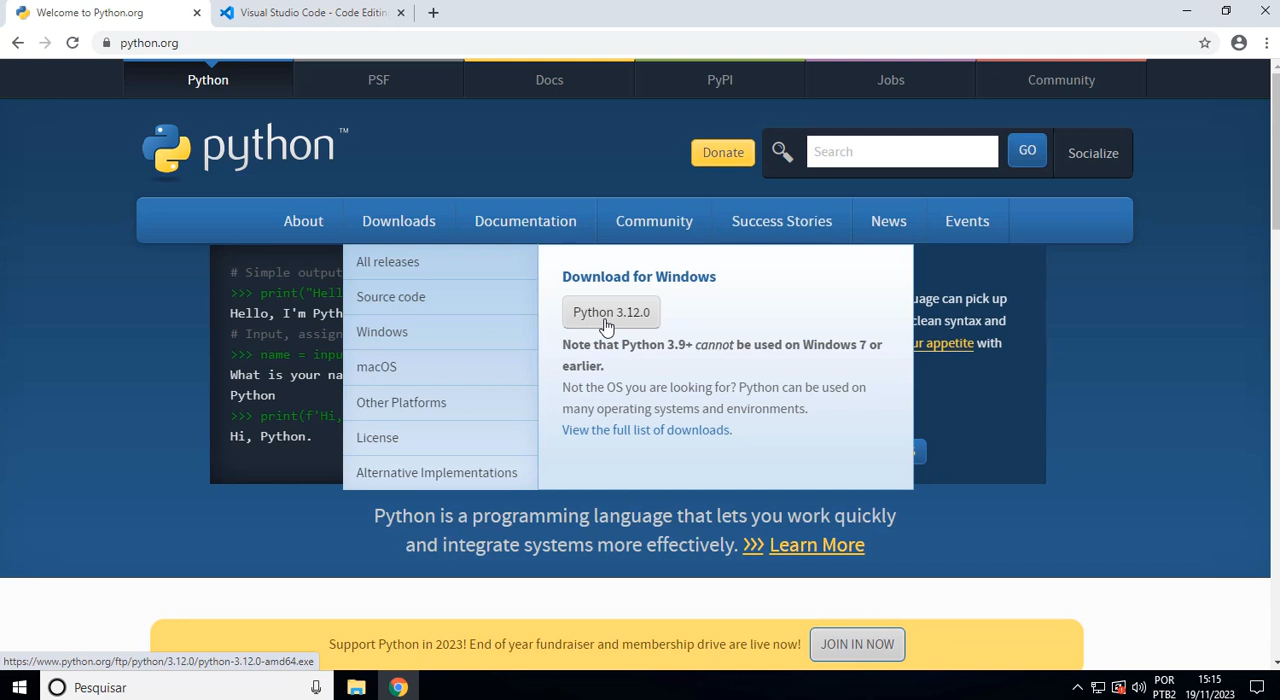 Welcome to Python.org
Visual Studio Code - Code Editin
python.org
Python
PSF
Docs
PyPI
Jobs
Community
python™
Donate
Search
GO
Socialize
About
Downloads
Documentation
Community
Success Stories
News
Events
# Simple output
>>> print("Hell
Hello, I'm Pyth
# Input, assign
>>> name = inpu
What is your na
Python
>>> print(f'Hi,
Hi, Python.
All releases
Source code
Windows
macOS
Other Platforms
License
Alternative Implementations
Download for Windows
Python 3.12.0
Note that Python 3.9+ cannot be used on Windows 7 or
earlier.
Not the OS you are looking for? Python can be used on
many operating systems and environments.
View the full list of downloads.
uage can pick up
clean syntax and
ur appetite with
Python is a programming language that lets you work quickly
and integrate systems more effectively. >>> Learn More
Support Python in 2023! End of year fundraiser and membership drive are live now!
JOIN IN NOW
https://www.python.org/ftp/python/3.12.0/python-3.12.0-amd64.exe
Pesquisar
POR
PTB2
15:15
19/11/2023